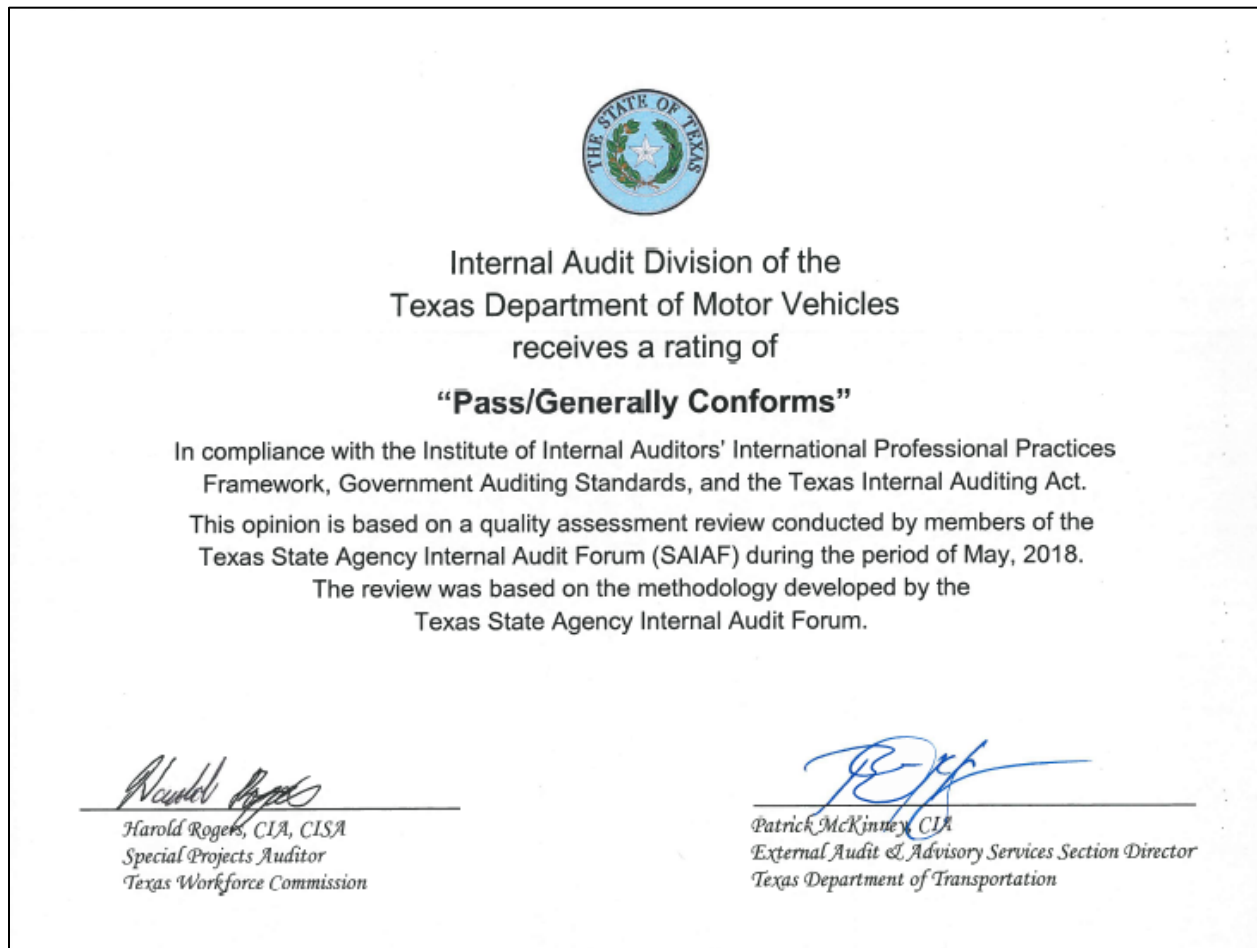 THE STATE OF TEXAS
Internal Audit Division of the
Texas Department of Motor Vehicles
receives a rating of
“Pass/Generally Conforms”
In compliance with the Institute of Internal Auditors’ International Professional Practices
Framework, Government Auditing Standards, and the Texas Internal Auditing Act.
This opinion is based on a quality assessment review conducted by members of the
Texas State Agency Internal Audit Forum (SAIAF) during the period of May, 2018.
The review was based on the methodology developed by the
Texas State Agency Internal Audit Forum.
Harold Rogers
Harold Rogers, CIA, CISA
Special Projects Auditor
Texas Workforce Commission
Patrick McKinney, CIA
External Audit & Advisory Services Section Director
Texas Department of Transportation